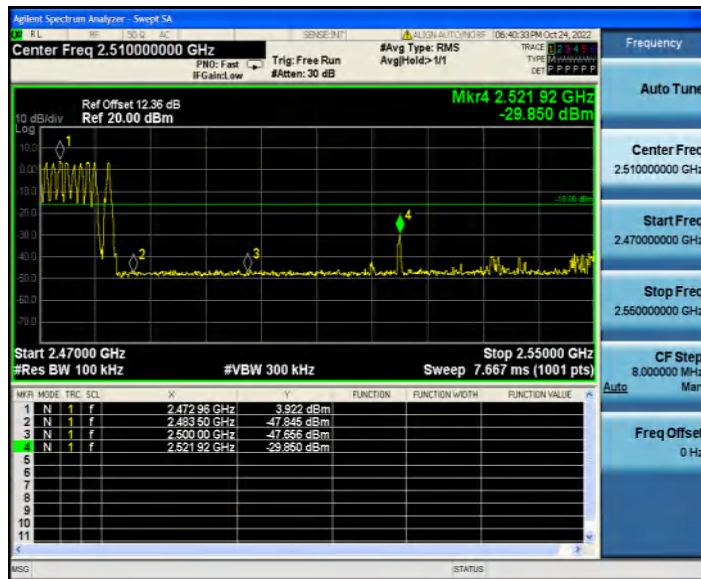 Agilent Spectrum Analyzer - Swept SA
RL RF 50 Ω AC SENSE:INT ALIGN AUTO/NO RF 06:40:33 PM Oct 24, 2022
Center Freq 2.510000000 GHz
#Avg Type: RMS
TRACE 1 2 3 4 5 6
PNO: Fast Trig: Free Run Avg|Hold:>1/1
TYPE
IFGain:Low #Atten: 30 dB
DET P P P P P P
Ref Offset 12.36 dB
Mkr4 2.521 92 GHz
10 dB/div Ref 20.00 dBm -29.850 dBm
Log
1
10.0
0.00
-10.0
-20.0
4
-30.0
2 3
-40.0
-50.0
-60.0
-70.0
Start 2.47000 GHz Stop 2.55000 GHz
#Res BW 100 kHz #VBW 300 kHz Sweep 7.667 ms (1001 pts)
MKR MODE TRC SCL X Y FUNCTION FUNCTION WIDTH FUNCTION VALUE
1 N 1 f 2.472 96 GHz 3.922 dBm
2 N 1 f 2.483 50 GHz -47.845 dBm
3 N 1 f 2.500 00 GHz -47.656 dBm
4 N 1 f 2.521 92 GHz -29.850 dBm
5
6
7
8
9
10
11
MSG STATUS
Frequency
Auto Tune
Center Freq
2.510000000 GHz
Start Freq
2.470000000 GHz
Stop Freq
2.550000000 GHz
CF Step
8.000000 MHz
Auto Man
Freq Offset
0 Hz